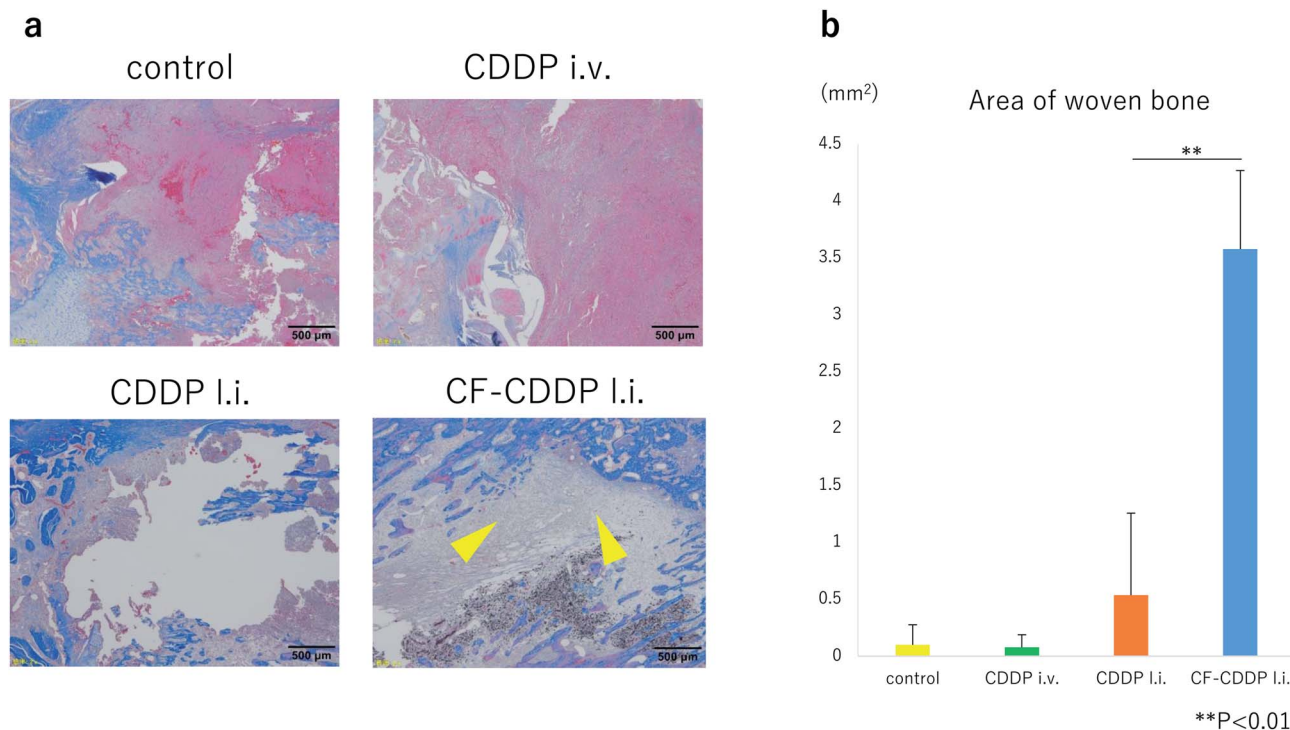 a
control
CDDP i.v.
500 μm
500 μm
CDDP l.i.
CF-CDDP l.i.
500 μm
500 μm
b
(mm²)
Area of woven bone
4.5
4
3.5
3
2.5
2
1.5
1
0.5
0
**
control
CDDP i.v.
CDDP l.i.
CF-CDDP l.i.
**P<0.01